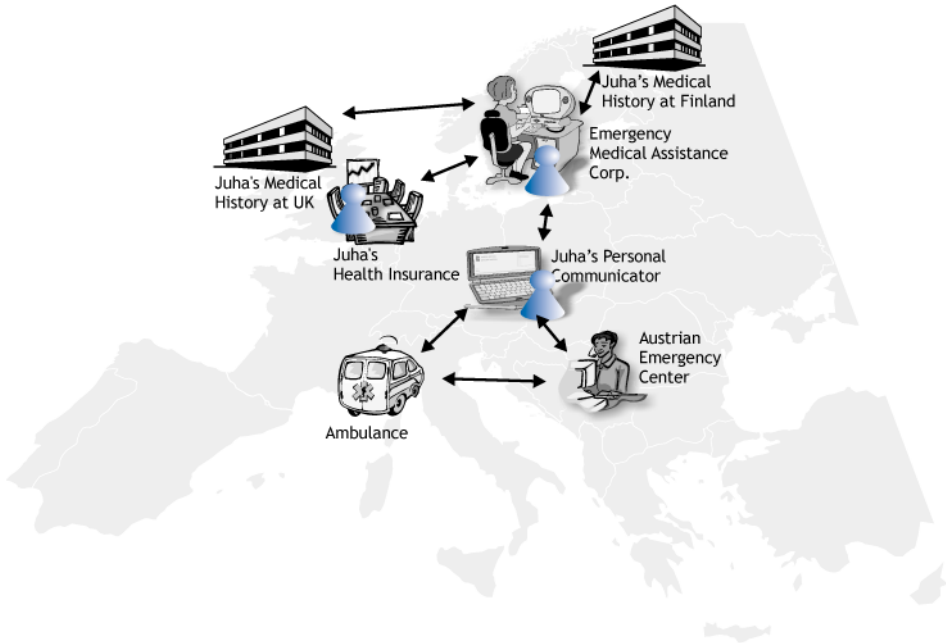 Juha’s Medical
History at Finland
Emergency
Medical Assistance
Corp.
Juha's Medical
History at UK
Juha's
Health Insurance
Juha’s Personal
Communicator
Austrian
Emergency
Center
Ambulance